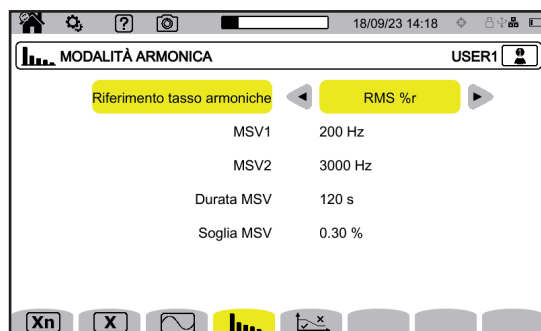 18/09/23 14:18
MODALITÀ ARMONICA USER1
Riferimento tasso armoniche RMS %r
MSV1 200 Hz
MSV2 3000 Hz
Durata MSV 120 s
Soglia MSV 0.30 %
Xn X